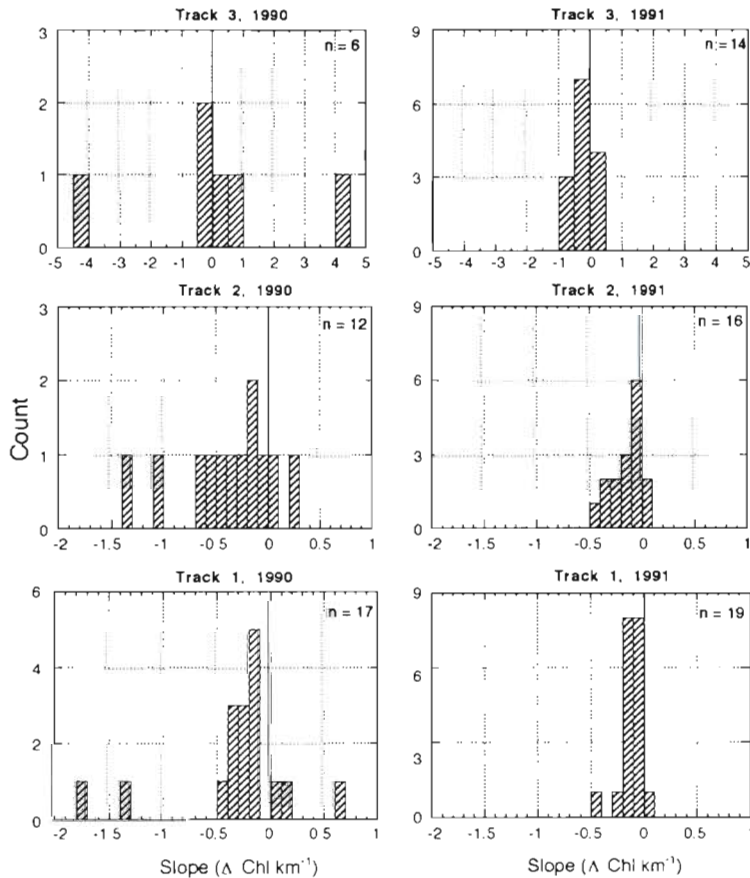 Track 3, 1990
3
2
1
0
n = 6
-5 -4 -3 -2 -1 0 1 2 3 4 5
Track 3, 1991
9
6
3
0
n = 14
-5 -4 -3 -2 -1 0 1 2 3 4 5
Count
Track 2, 1990
3
2
1
0
n = 12
-2 -1.5 -1 -0.5 0 0.5 1
Track 2, 1991
9
6
3
0
n = 16
-2 -1.5 -1 -0.5 0 0.5 1
Track 1, 1990
6
4
2
0
n = 17
-2 -1.5 -1 -0.5 0 0.5 1
Slope (Δ Chl km⁻¹)
Track 1, 1991
9
6
3
0
n = 19
-2 -1.5 -1 -0.5 0 0.5 1
Slope (Δ Chl km⁻¹)